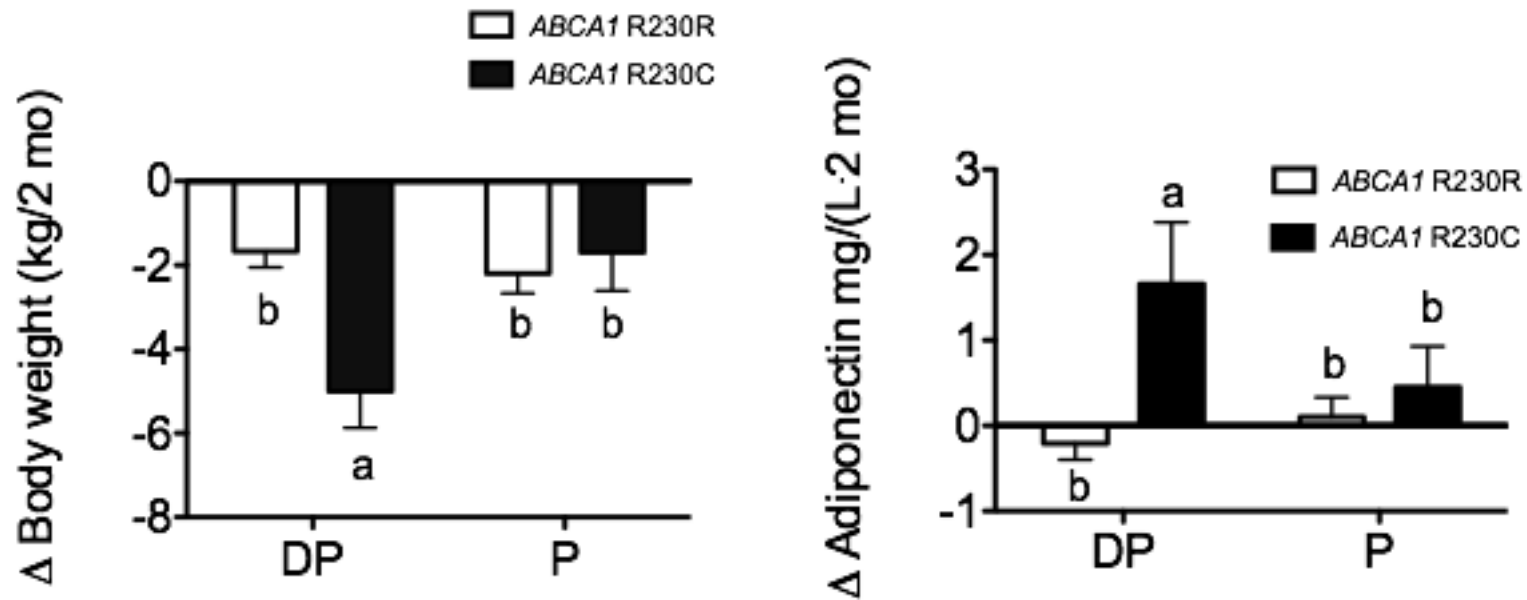 ABCA1 R230R
ABCA1 R230C
Δ Body weight (kg/2 mo)
0
-2
-4
-6
-8
b
a
b
b
DP
P
Δ Adiponectin mg/(L·2 mo)
3
2
1
0
-1
ABCA1 R230R
ABCA1 R230C
b
a
b
b
DP
P